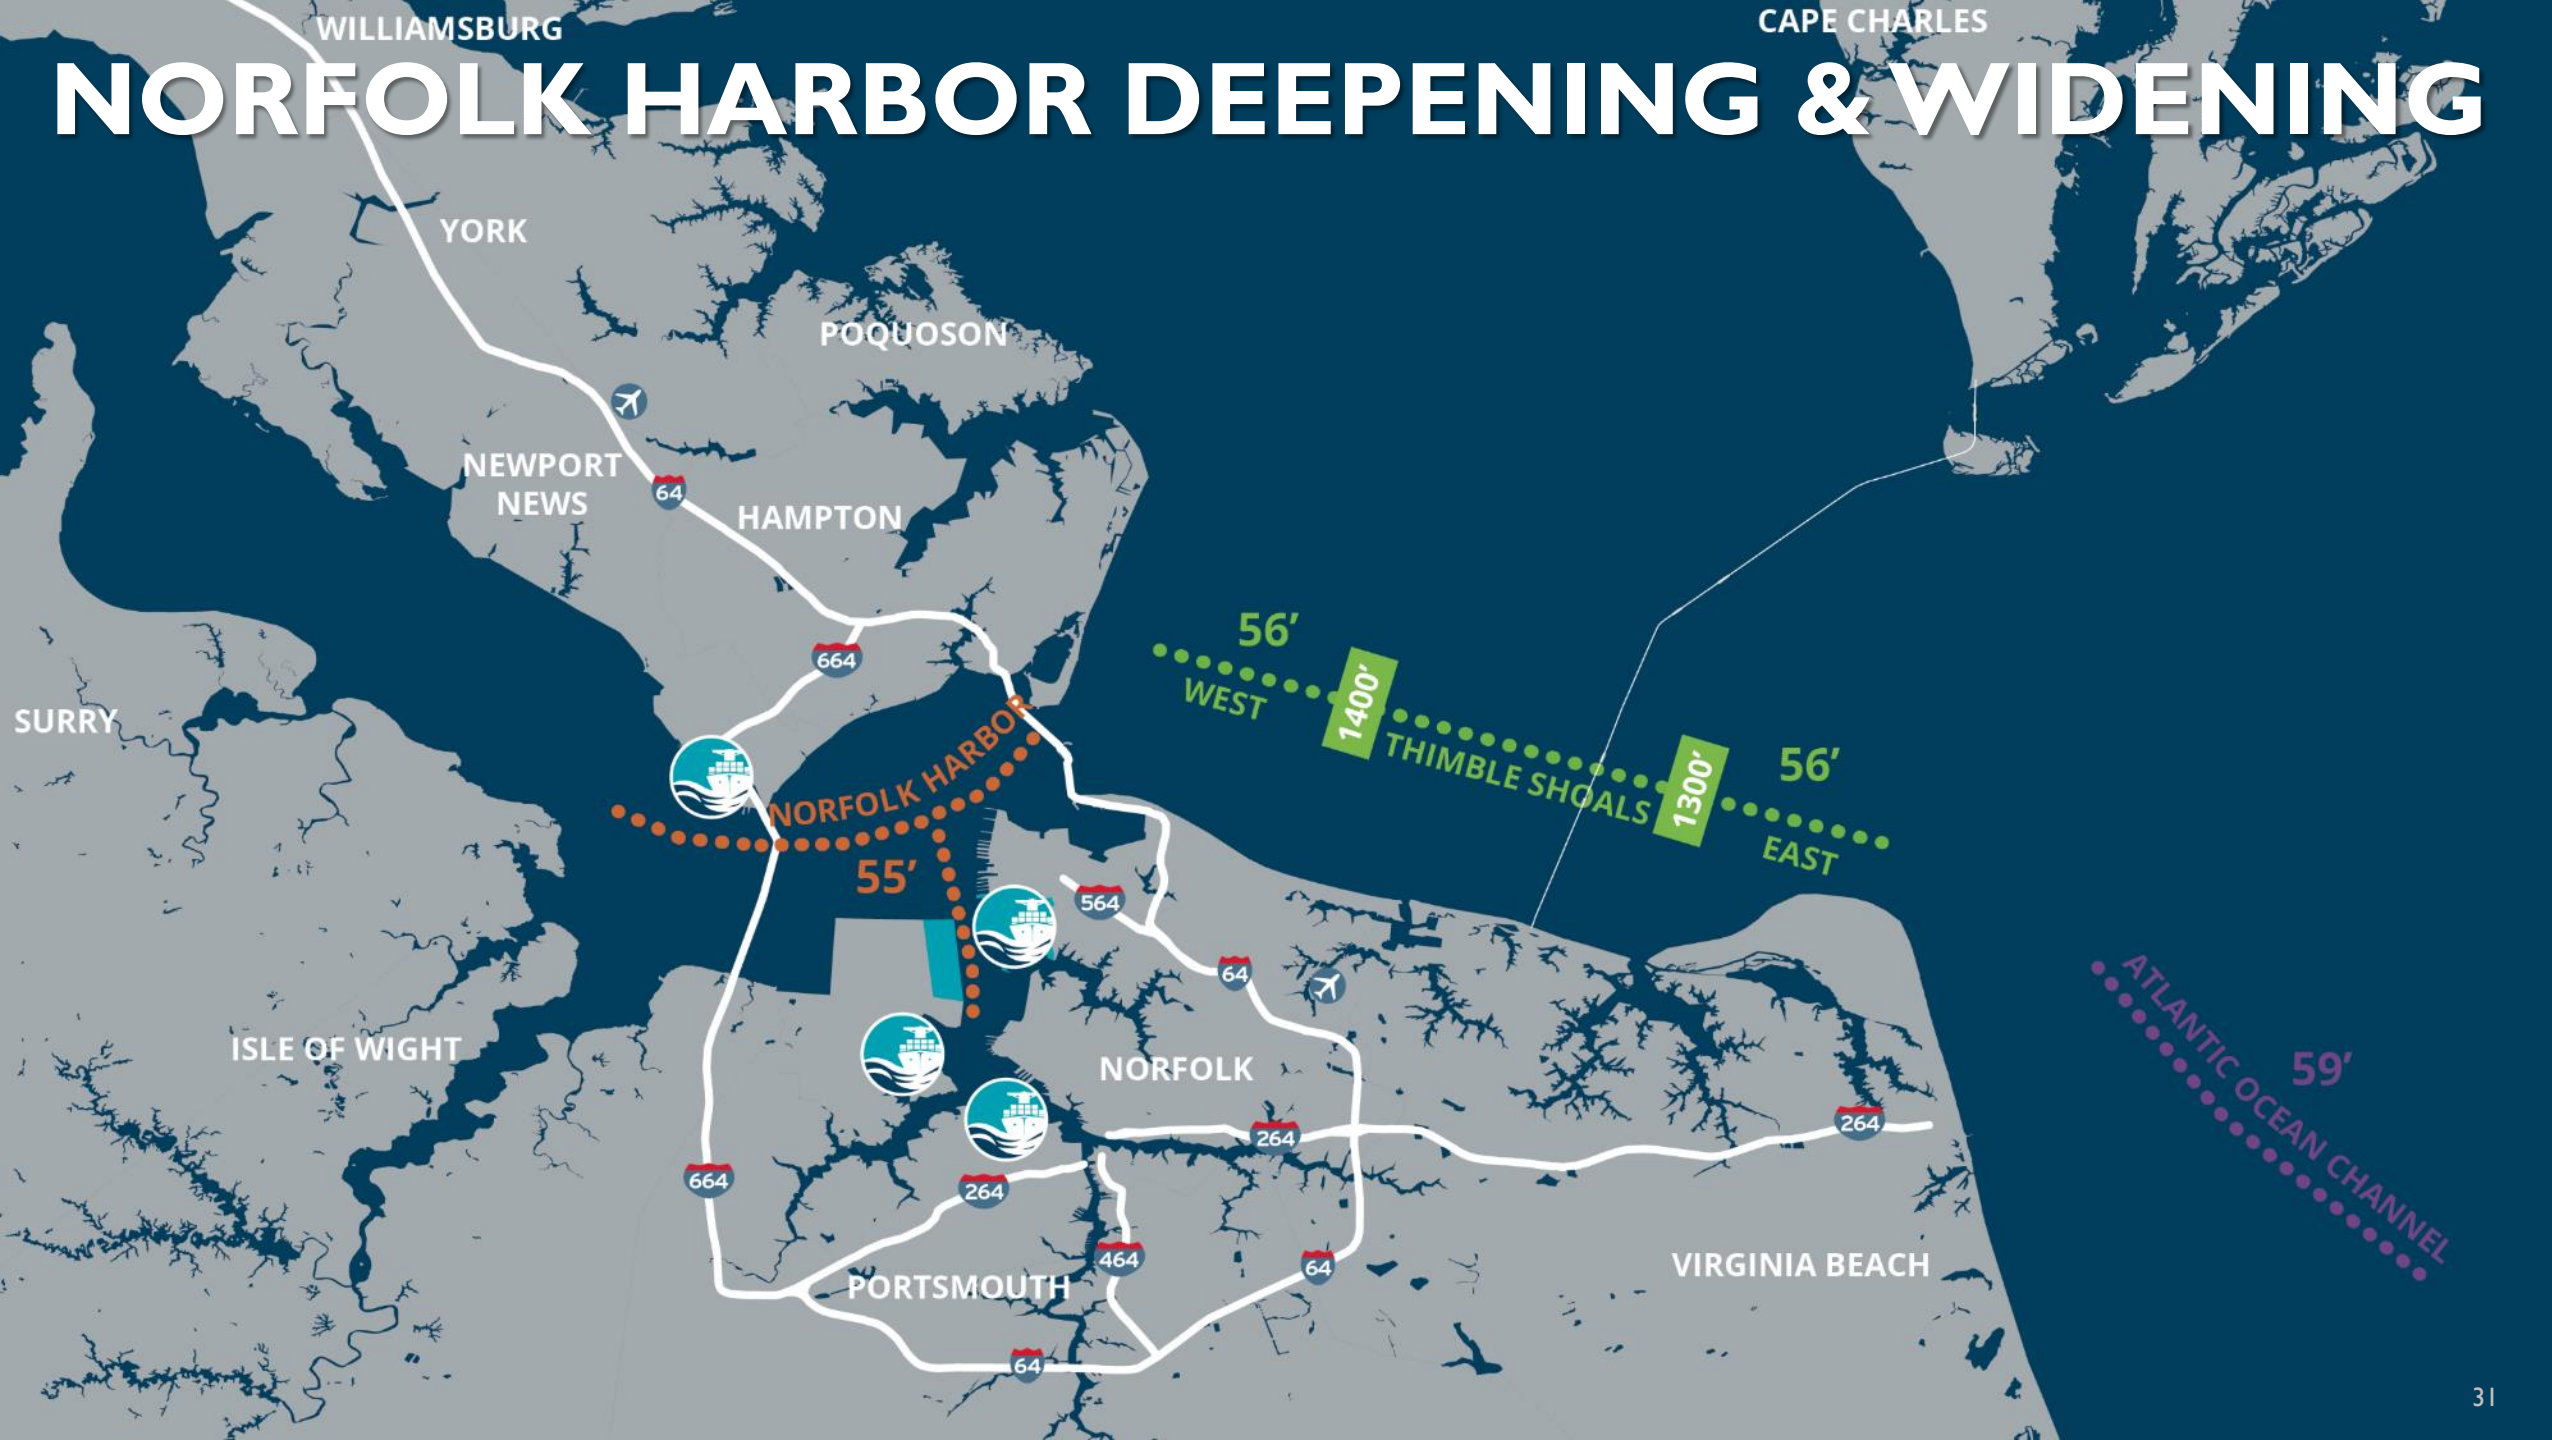 WILLIAMSBURG
CAPE CHARLES
NORFOLK HARBOR DEEPENING & WIDENING
YORK
POQUOSON
NEWPORT
NEWS
64
HAMPTON
56’
664
WEST
1400’
THIMBLE SHOALS
1300’
56’
EAST
SURRY
NORFOLK HARBOR
55’
564
64
ATLANTIC OCEAN CHANNEL
59’
ISLE OF WIGHT
NORFOLK
264
264
664
264
464
64
VIRGINIA BEACH
PORTSMOUTH
64
31